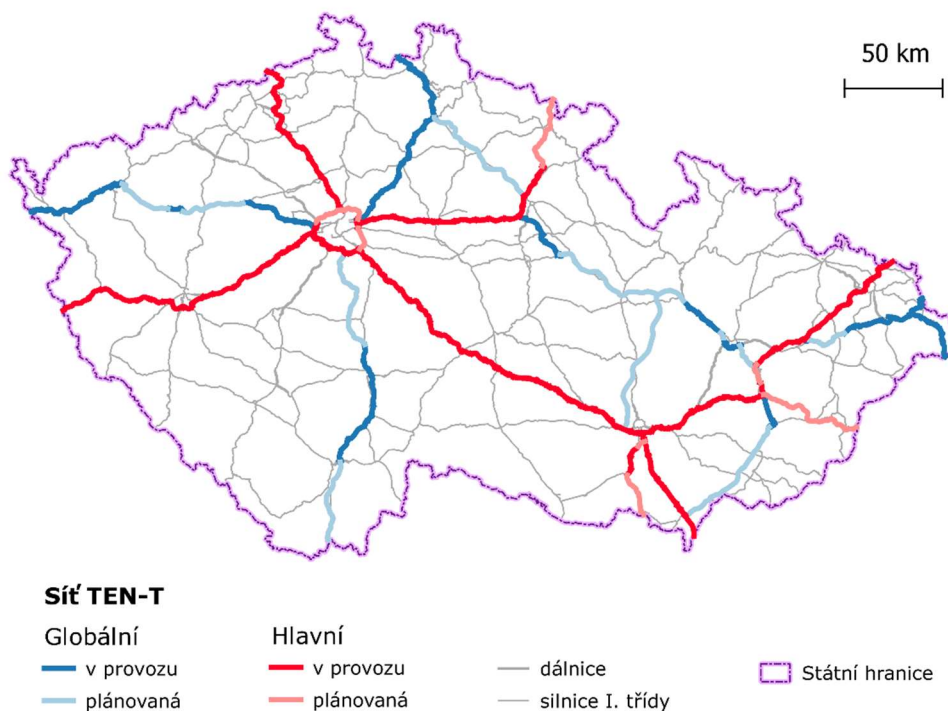 50 km
Síť TEN-T
Globální
v provozu
plánovaná
Hlavní
v provozu
plánovaná
dálnice
silnice I. třídy
Státní hranice